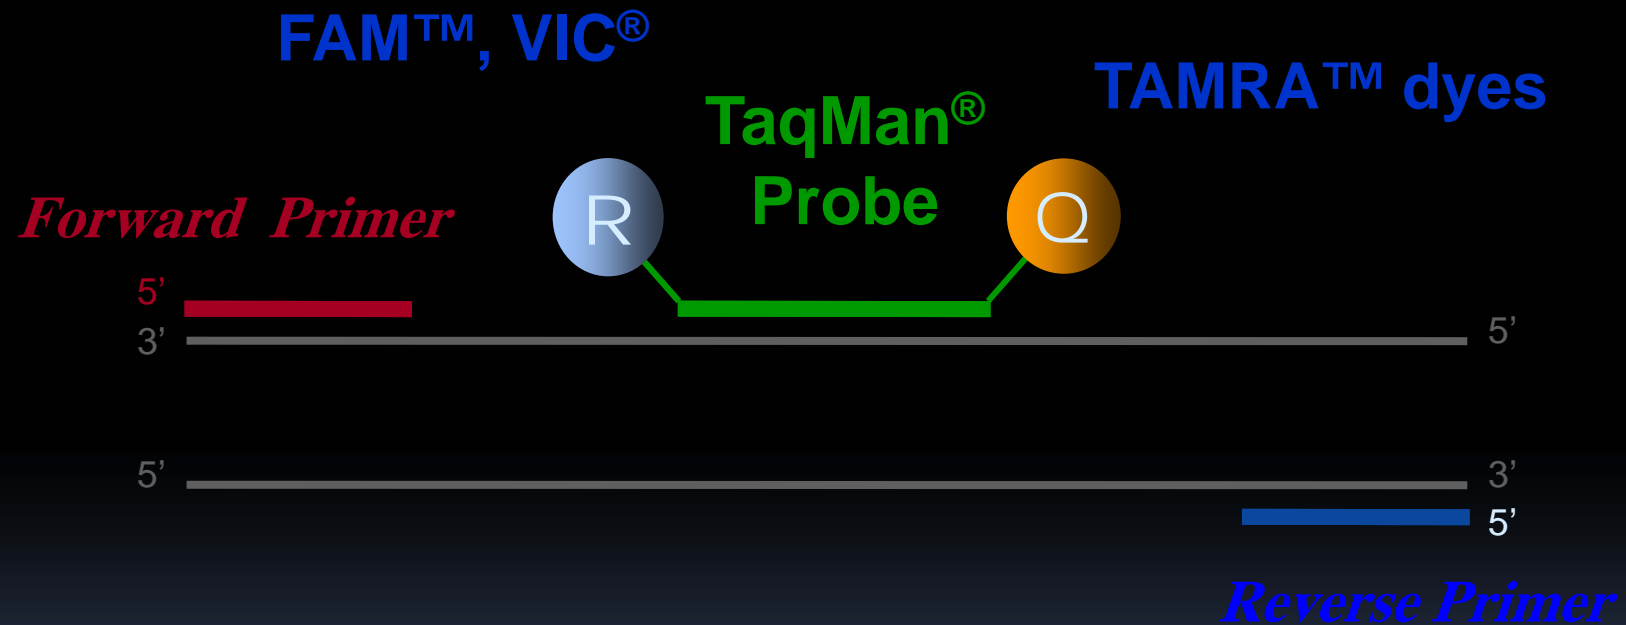 FAM™, VIC®
TAMRA™ dyes
TaqMan®
Probe
Forward Primer
R
Q
5’
3’
5’
5’
3’
5’
Reverse Primer